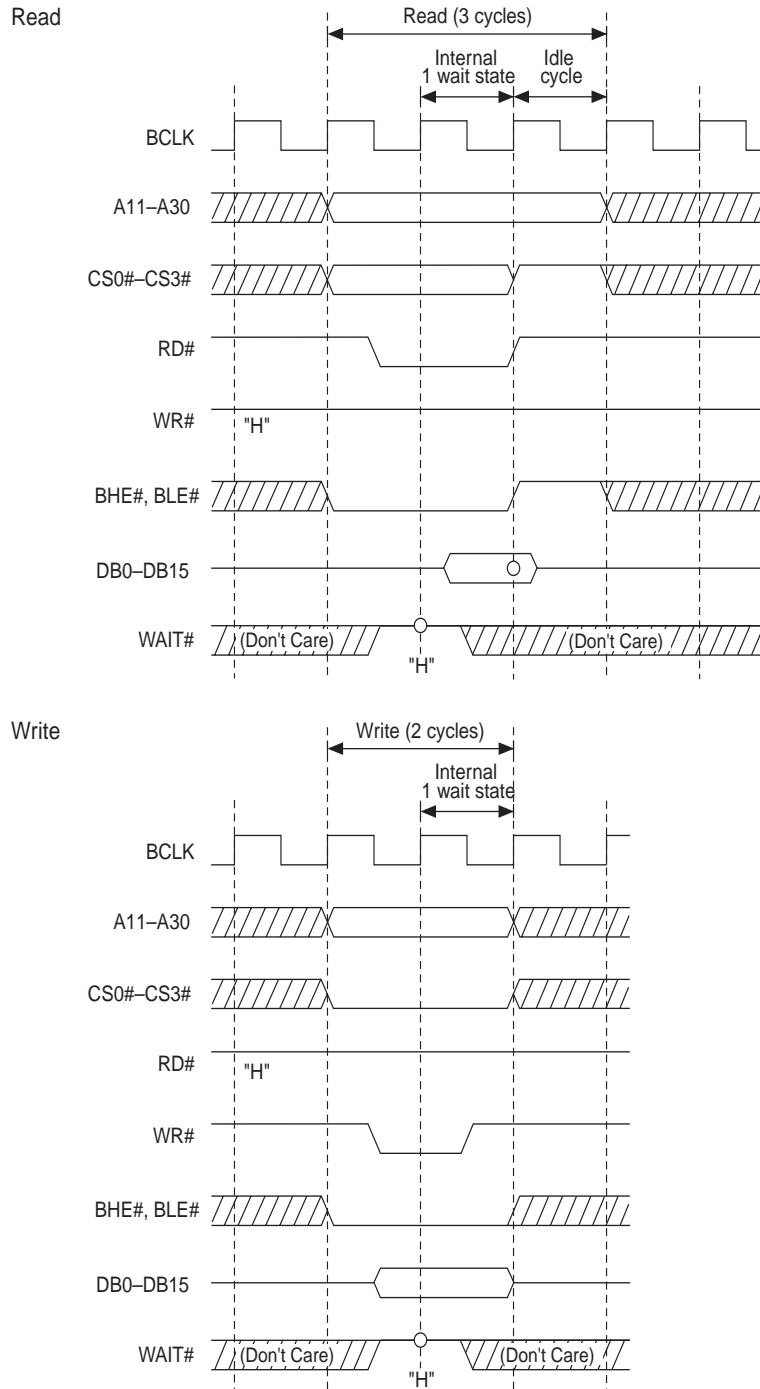 Read
Read (3 cycles)
Internal
1 wait state
Idle
cycle
BCLK
A11–A30
CS0#–CS3#
RD#
WR#
"H"
BHE#, BLE#
DB0–DB15
WAIT#
(Don't Care)
(Don't Care)
"H"
Write
Write (2 cycles)
Internal
1 wait state
BCLK
A11–A30
CS0#–CS3#
RD#
"H"
WR#
BHE#, BLE#
DB0–DB15
WAIT#
(Don't Care)
(Don't Care)
"H"